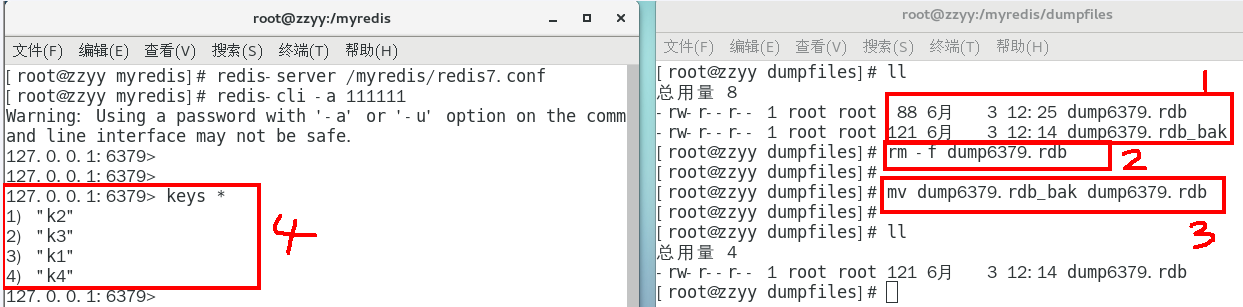 root@zzyy:/myredis
文件(F) 编辑(E) 查看(V) 搜索(S) 终端(T) 帮助(H)
[root@zzyy myredis]# redis-server /myredis/redis7.conf
[root@zzyy myredis]# redis-cli -a 111111
Warning: Using a password with '-a' or '-u' option on the comm
and line interface may not be safe.
127.0.0.1:6379>
127.0.0.1:6379>
127.0.0.1:6379> keys *
1) "k2"
2) "k3"
3) "k1"
4) "k4"
127.0.0.1:6379>
4
root@zzyy:/myredis/dumpfiles
文件(F) 编辑(E) 查看(V) 搜索(S) 终端(T) 帮助(H)
[root@zzyy dumpfiles]# ll
总用量 8
-rw-r--r-- 1 root root 88 6月 3 12:25 dump6379.rdb
-rw-r--r-- 1 root root 121 6月 3 12:14 dump6379.rdb_bak
1
[root@zzyy dumpfiles]# rm -f dump6379.rdb
2
[root@zzyy dumpfiles]#
[root@zzyy dumpfiles]# mv dump6379.rdb_bak dump6379.rdb
[root@zzyy dumpfiles]#
3
[root@zzyy dumpfiles]# ll
总用量 4
-rw-r--r-- 1 root root 121 6月 3 12:14 dump6379.rdb
[root@zzyy dumpfiles]#